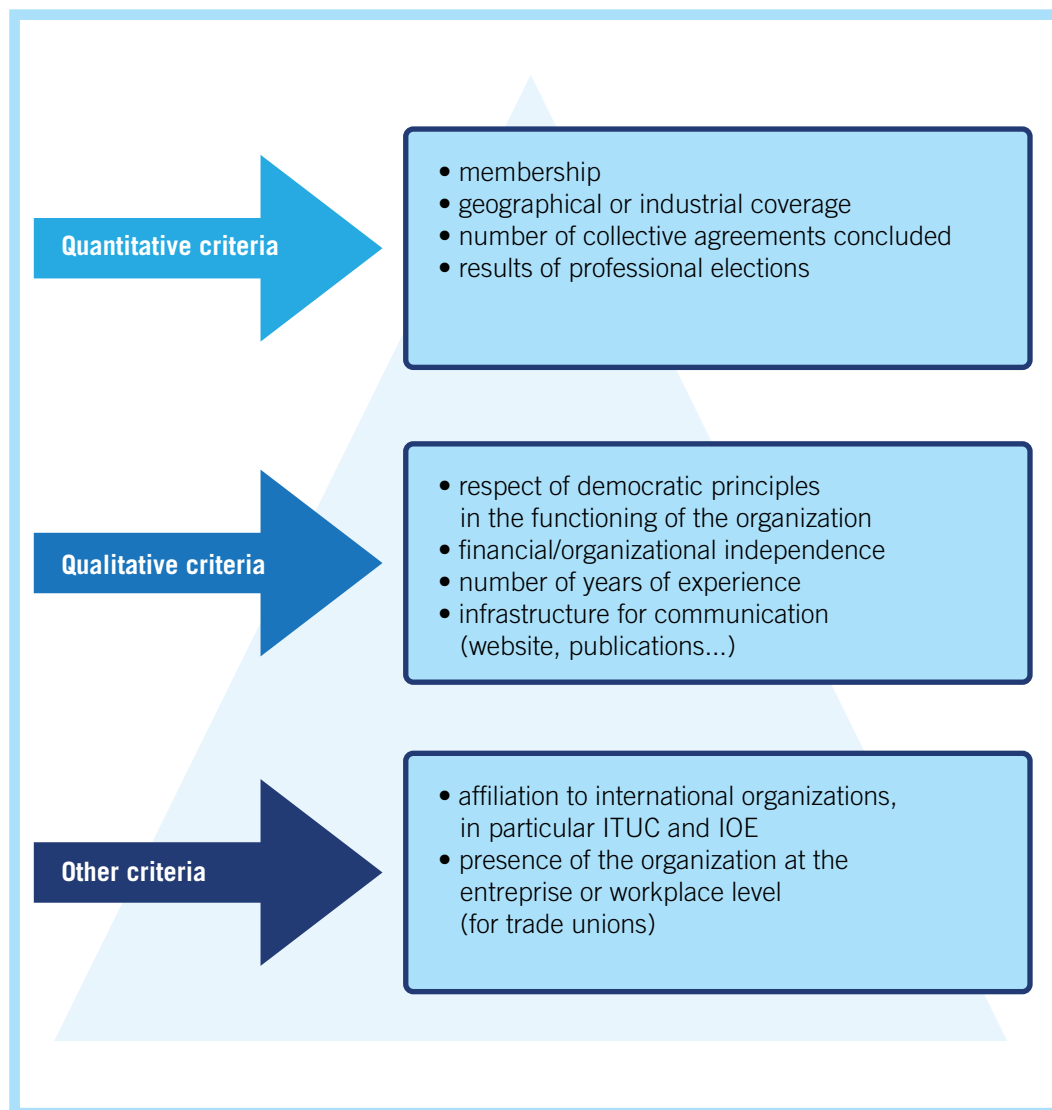 Quantitative criteria
• membership
• geographical or industrial coverage
• number of collective agreements concluded
• results of professional elections
Qualitative criteria
• respect of democratic principles
in the functioning of the organization
• financial/organizational independence
• number of years of experience
• infrastructure for communication
(website, publications...)
Other criteria
• affiliation to international organizations,
in particular ITUC and IOE
• presence of the organization at the
entreprise or workplace level
(for trade unions)